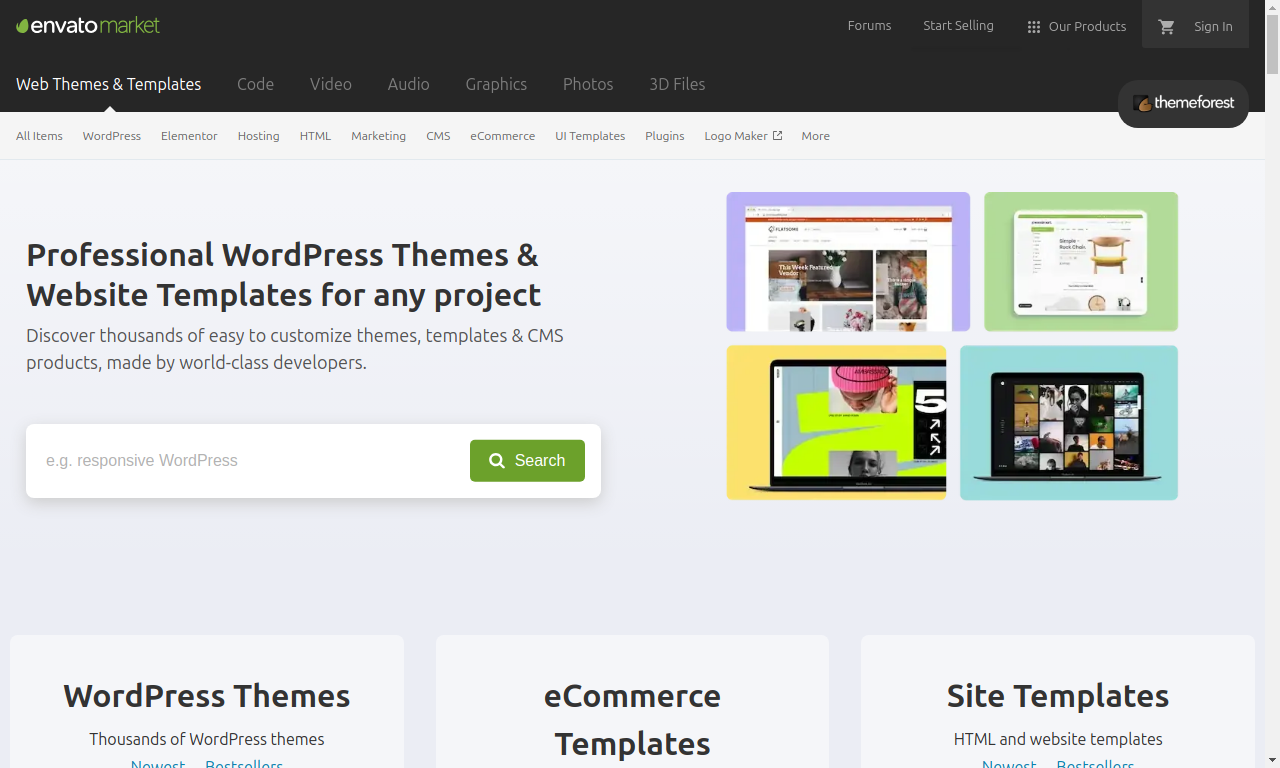 envato market
Forums
Start Selling
Our Products
Sign In
Web Themes & Templates
Code
Video
Audio
Graphics
Photos
3D Files
themeforest
All Items
WordPress
Elementor
Hosting
HTML
Marketing
CMS
eCommerce
UI Templates
Plugins
Logo Maker
More
Professional WordPress Themes &
Website Templates for any project
Discover thousands of easy to customize themes, templates & CMS
products, made by world-class developers.
e.g. responsive WordPress
Search
FLATSOME
This Week Featured
Vendor
Simple -
Rock Chair.
5
WordPress Themes
Thousands of WordPress themes
Newest
Bestsellers
eCommerce
Templates
Site Templates
HTML and website templates
Newest
Bestsellers